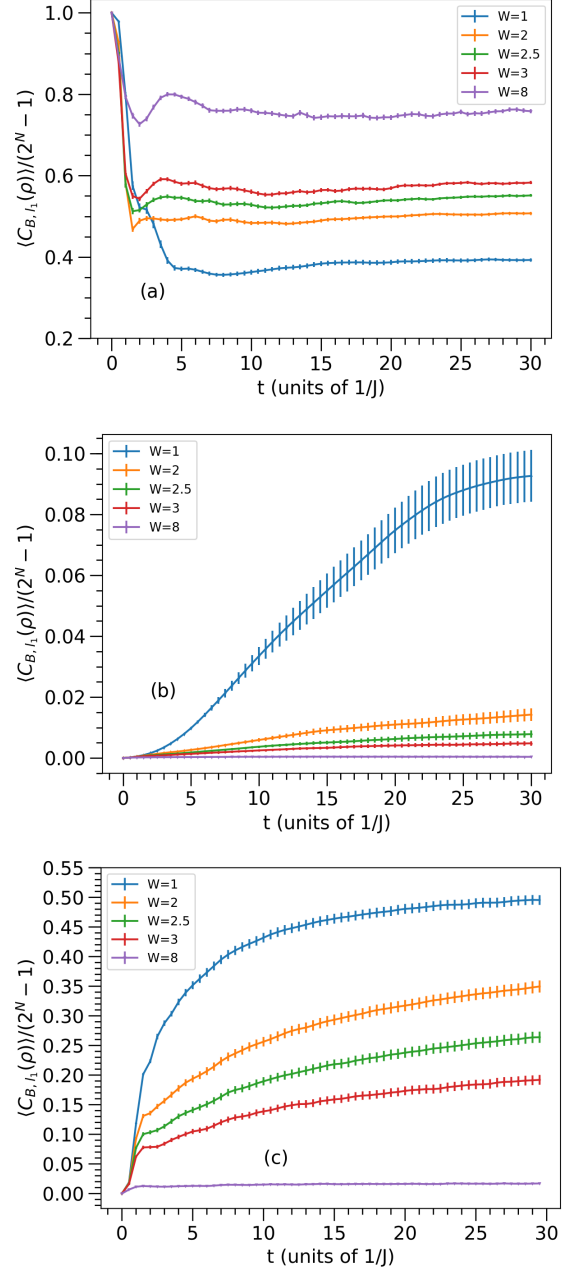 1.0
0.8
0.6
0.4
0.2
⟨C_{B, l_1}(ρ)⟩/(2^N − 1)
W=1
W=2
W=2.5
W=3
W=8
(a)
0 5 10 15 20 25 30
t (units of 1/J)
0.10
0.08
0.06
0.04
0.02
0.00
⟨C_{B, l_1}(ρ)⟩/(2^N − 1)
W=1
W=2
W=2.5
W=3
W=8
(b)
0 5 10 15 20 25 30
t (units of 1/J)
0.55
0.50
0.45
0.40
0.35
0.30
0.25
0.20
0.15
0.10
0.05
0.00
⟨C_{B, l_1}(ρ)⟩/(2^N − 1)
W=1
W=2
W=2.5
W=3
W=8
(c)
0 5 10 15 20 25 30
t (units of 1/J)